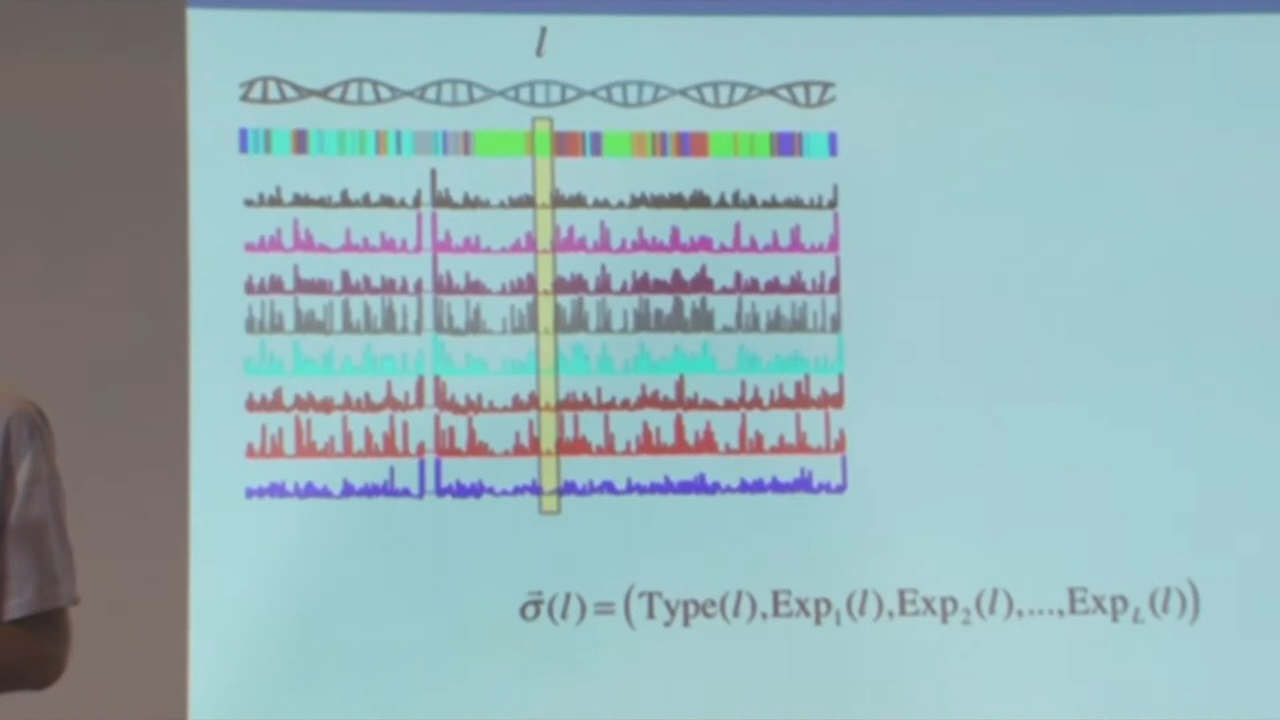 l
σ⃗(l)=(Type(l),Exp₁(l),Exp₂(l),...,Exp_L(l))